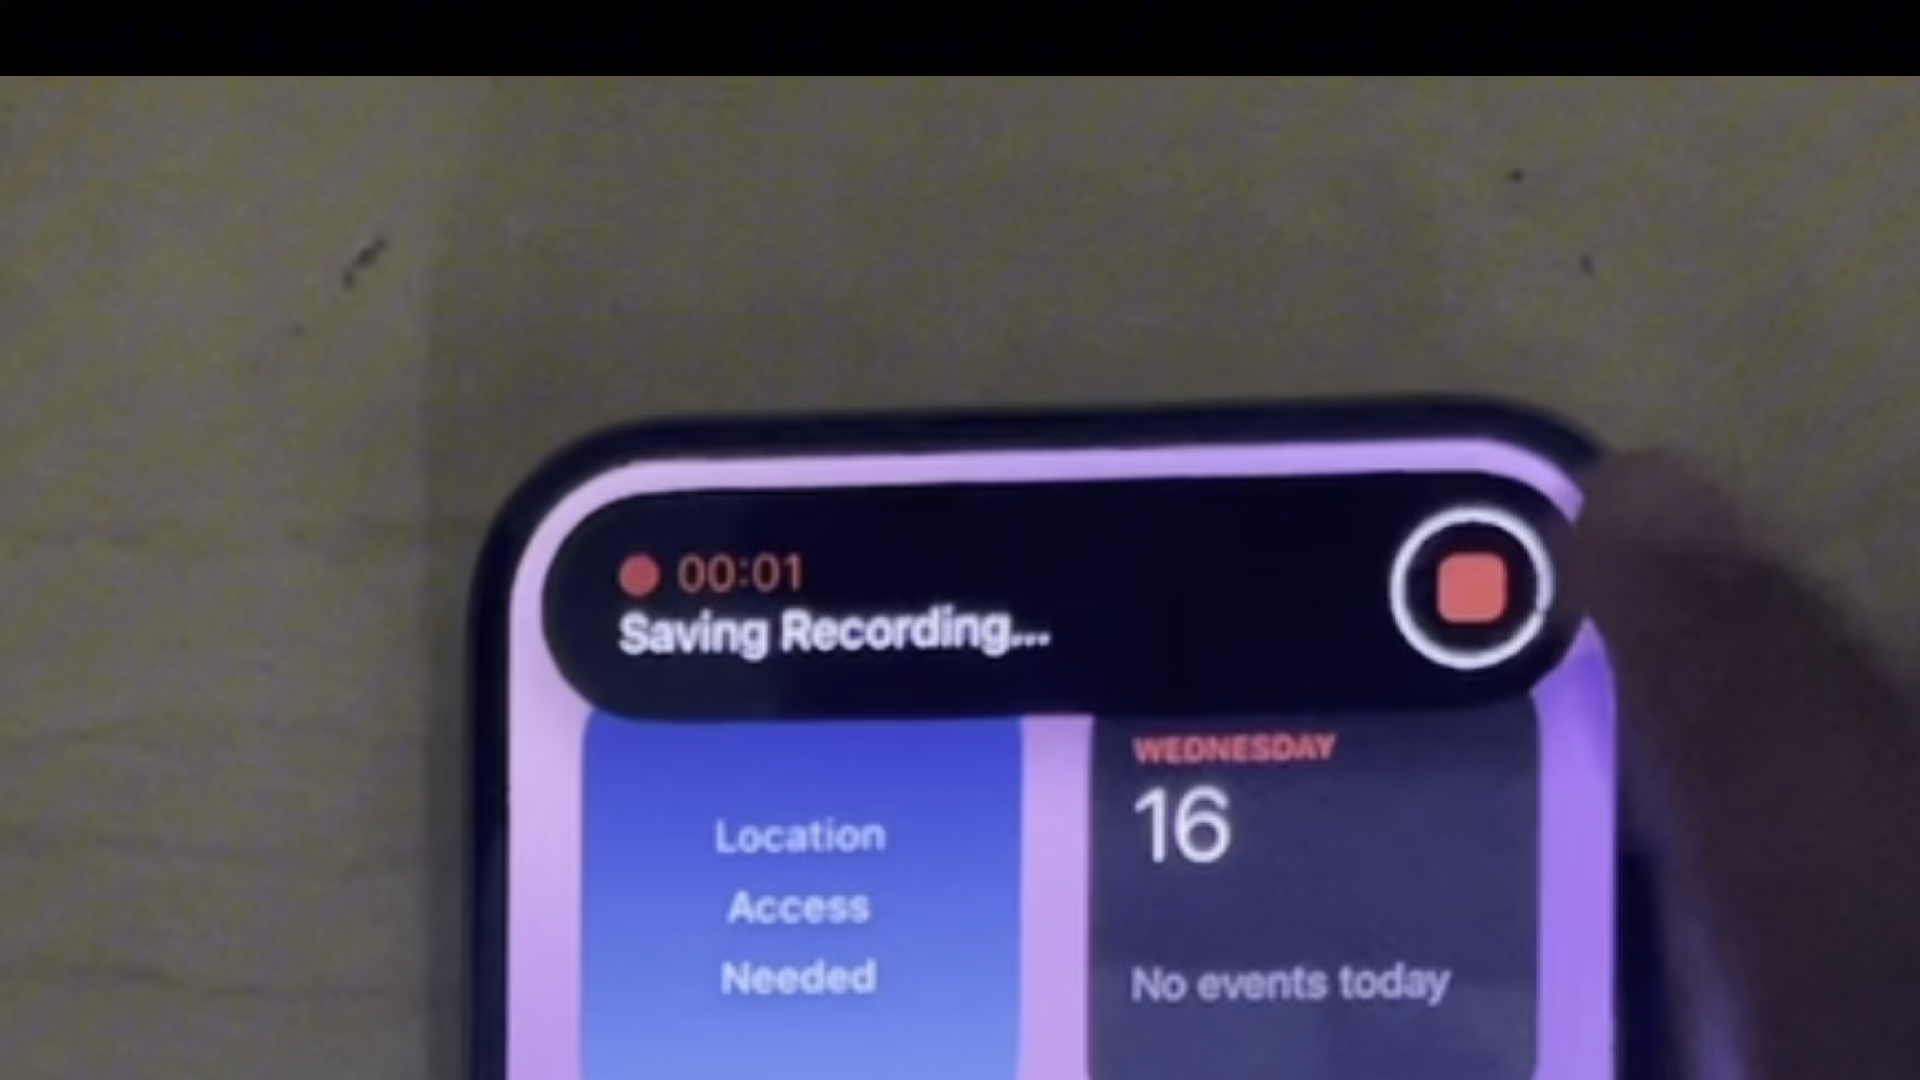 00:01
Saving Recording...
Location
Access
Needed
WEDNESDAY
16
No events today